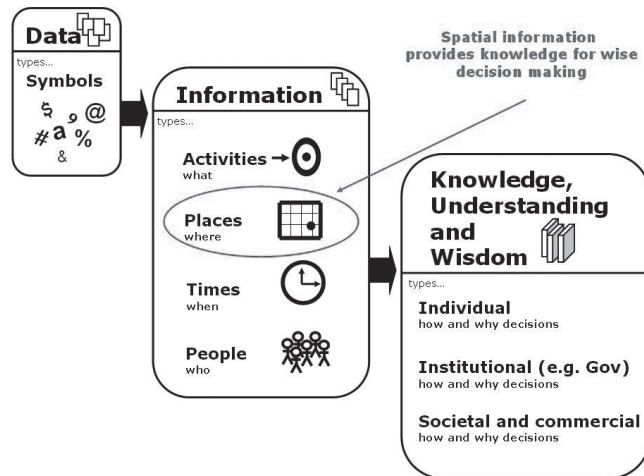 Data
types...
Symbols
$ , @
# a %
&
Spatial information
provides knowledge for wise
decision making
Information
types...
Activities
what
Places
where
Times
when
People
who
Knowledge,
Understanding
and
Wisdom
types...
Individual
how and why decisions
Institutional (e.g. Gov)
how and why decisions
Societal and commercial
how and why decisions